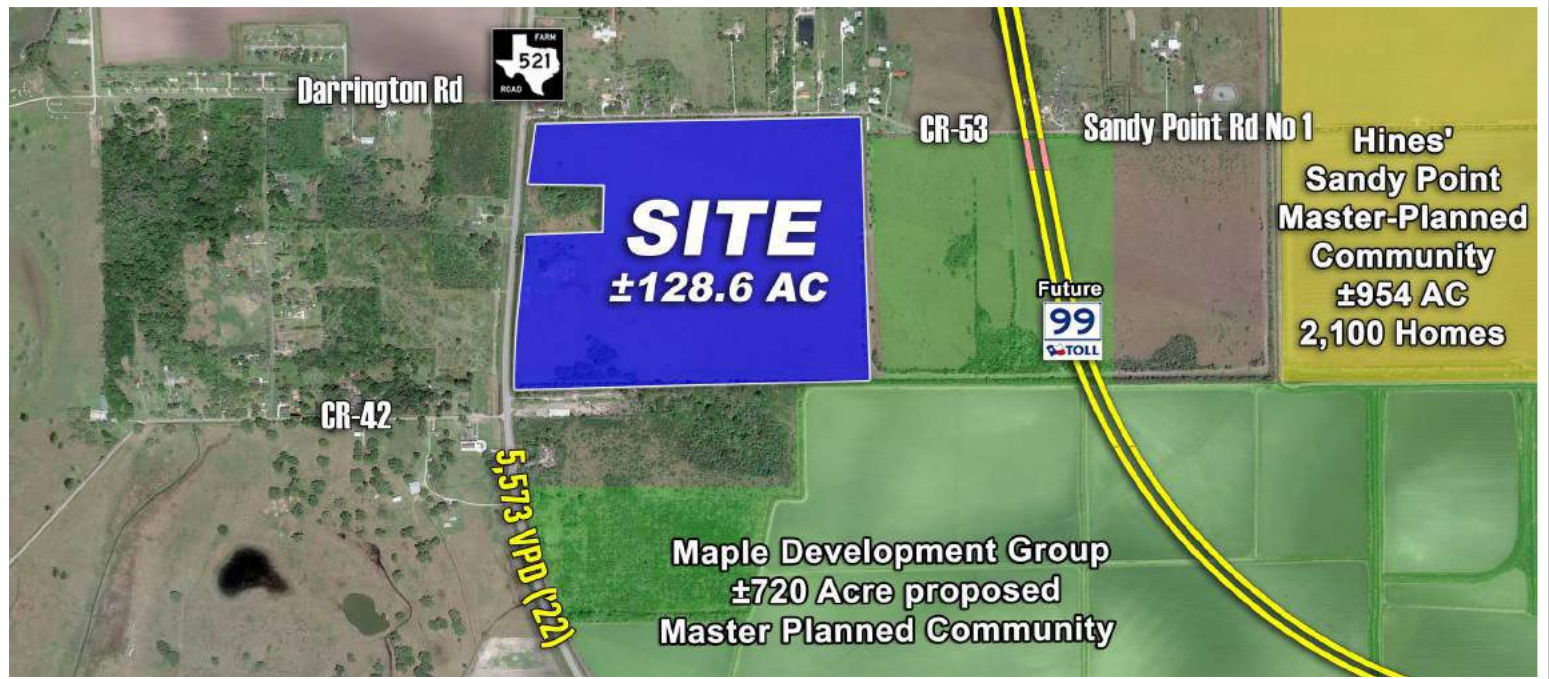 FARM
521
ROAD
Darrington Rd
CR-53
Sandy Point Rd No 1
Hines'
Sandy Point
Master-Planned
Community
±954 AC
2,100 Homes
SITE
±128.6 AC
Future
99
TOLL
CR-42
5,573 VPD ('22)
Maple Development Group
±720 Acre proposed
Master Planned Community